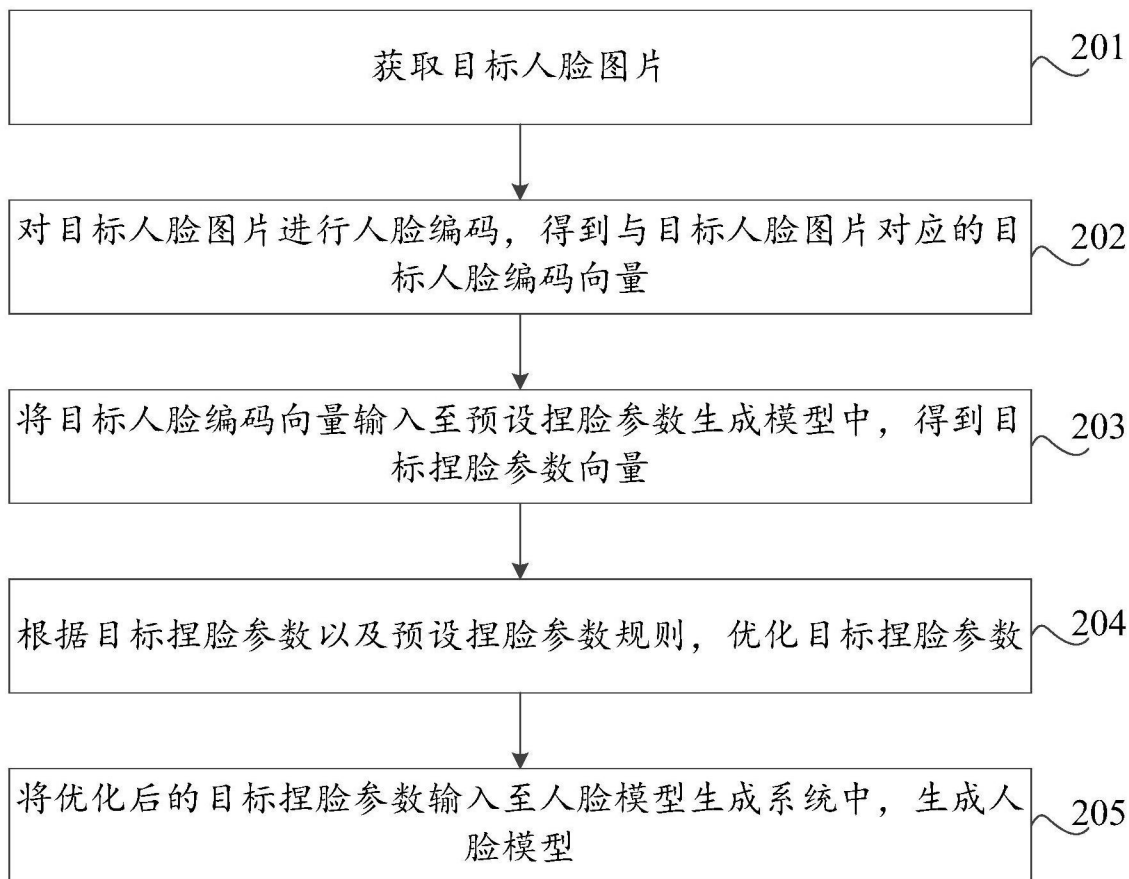 获取目标人脸图片
201
对目标人脸图片进行人脸编码，得到与目标人脸图片对应的目
标人脸编码向量
202
将目标人脸编码向量输入至预设捏脸参数生成模型中，得到目
标捏脸参数向量
203
根据目标捏脸参数以及预设捏脸参数规则，优化目标捏脸参数
204
将优化后的目标捏脸参数输入至人脸模型生成系统中，生成人
脸模型
205